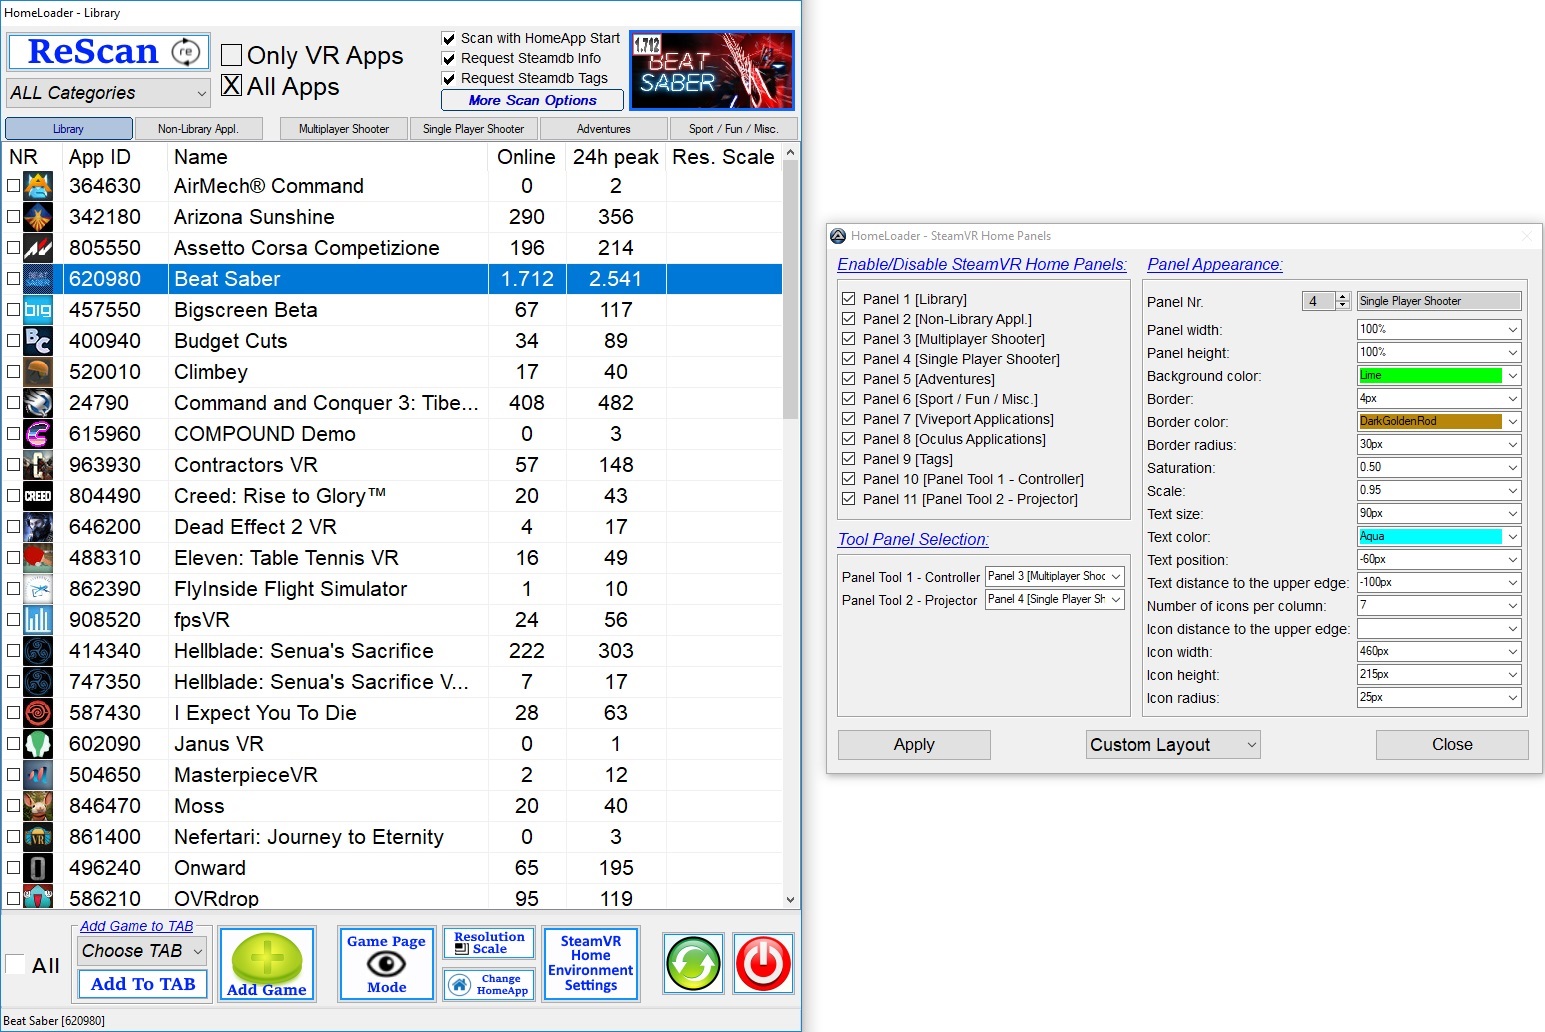 HomeLoader - Library
ReScan re
ALL Categories
Only VR Apps
X All Apps
Scan with HomeApp Start
Request Steamdb Info
Request Steamdb Tags
More Scan Options
1.712
BEAT
SABER
Library
Non-Library Appl.
Multiplayer Shooter
Single Player Shooter
Adventures
Sport / Fun / Misc.
NR App ID Name Online 24h peak Res. Scale
364630 AirMech® Command 0 2
342180 Arizona Sunshine 290 356
805550 Assetto Corsa Competizione 196 214
BEAT SABER 620980 Beat Saber 1.712 2.541
big 457550 Bigscreen Beta 67 117
BC 400940 Budget Cuts 34 89
520010 Climbey 17 40
24790 Command and Conquer 3: Tibe... 408 482
615960 COMPOUND Demo 0 3
963930 Contractors VR 57 148
CREED 804490 Creed: Rise to Glory™ 20 43
646200 Dead Effect 2 VR 4 17
488310 Eleven: Table Tennis VR 16 49
862390 FlyInside Flight Simulator 1 10
908520 fpsVR 24 56
414340 Hellblade: Senua's Sacrifice 222 303
747350 Hellblade: Senua's Sacrifice V... 7 17
587430 I Expect You To Die 28 63
602090 Janus VR 0 1
504650 MasterpieceVR 2 12
846470 Moss 20 40
VR 861400 Nefertari: Journey to Eternity 0 3
496240 Onward 65 195
586210 OVRdrop 95 119
All
Add Game to TAB
Choose TAB
Add To TAB
Add Game
Game Page
Mode
Resolution
Scale
Change
HomeApp
SteamVR
Home
Environment
Settings
Beat Saber [620980]
HomeLoader - SteamVR Home Panels
Enable/Disable SteamVR Home Panels:
Panel 1 [Library]
Panel 2 [Non-Library Appl.]
Panel 3 [Multiplayer Shooter]
Panel 4 [Single Player Shooter]
Panel 5 [Adventures]
Panel 6 [Sport / Fun / Misc.]
Panel 7 [Viveport Applications]
Panel 8 [Oculus Applications]
Panel 9 [Tags]
Panel 10 [Panel Tool 1 - Controller]
Panel 11 [Panel Tool 2 - Projector]
Tool Panel Selection:
Panel Tool 1 - Controller Panel 3 [Multiplayer Shoc
Panel Tool 2 - Projector Panel 4 [Single Player Sh
Panel Appearance:
Panel Nr. 4 Single Player Shooter
Panel width: 100%
Panel height: 100%
Background color: Lime
Border: 4px
Border color: DarkGoldenRod
Border radius: 30px
Saturation: 0.50
Scale: 0.95
Text size: 90px
Text color: Aqua
Text position: -60px
Text distance to the upper edge: -100px
Number of icons per column: 7
Icon distance to the upper edge:
Icon width: 460px
Icon height: 215px
Icon radius: 25px
Apply
Custom Layout
Close